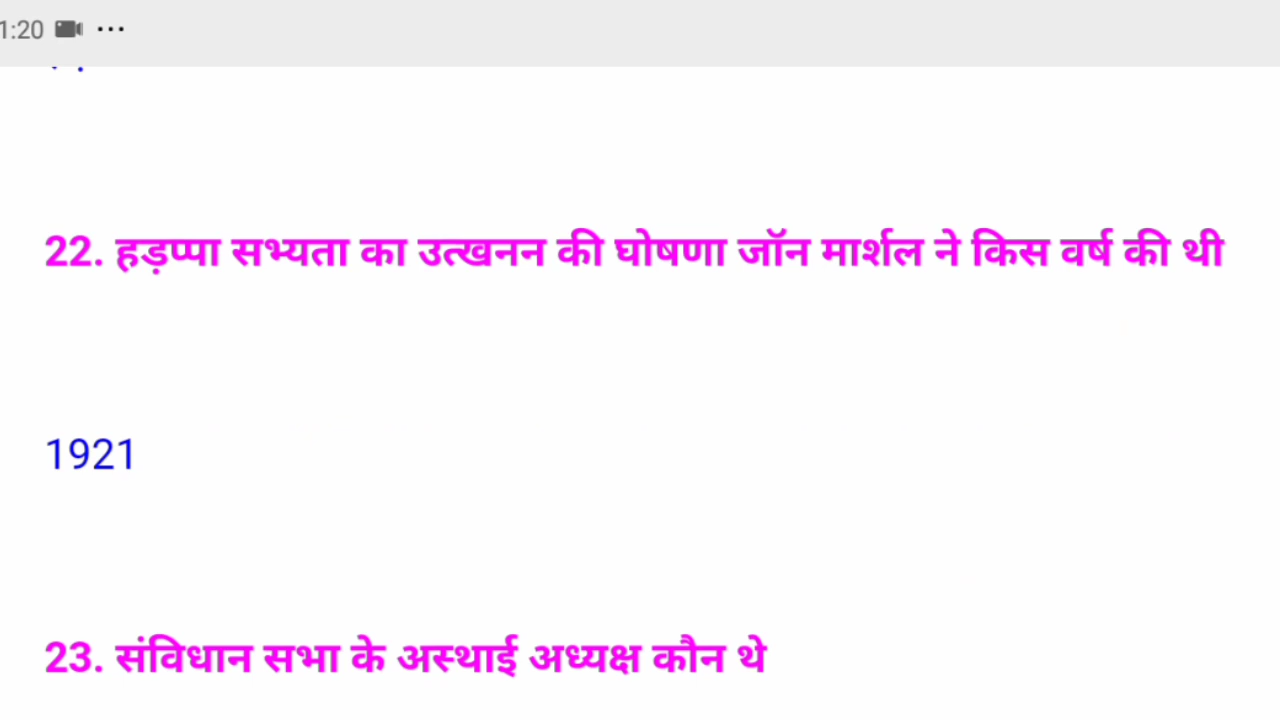 1:20 ...
22. हड़प्पा सभ्यता का उत्खनन की घोषणा जॉन मार्शल ने किस वर्ष की थी
1921
23. संविधान सभा के अस्थाई अध्यक्ष कौन थे